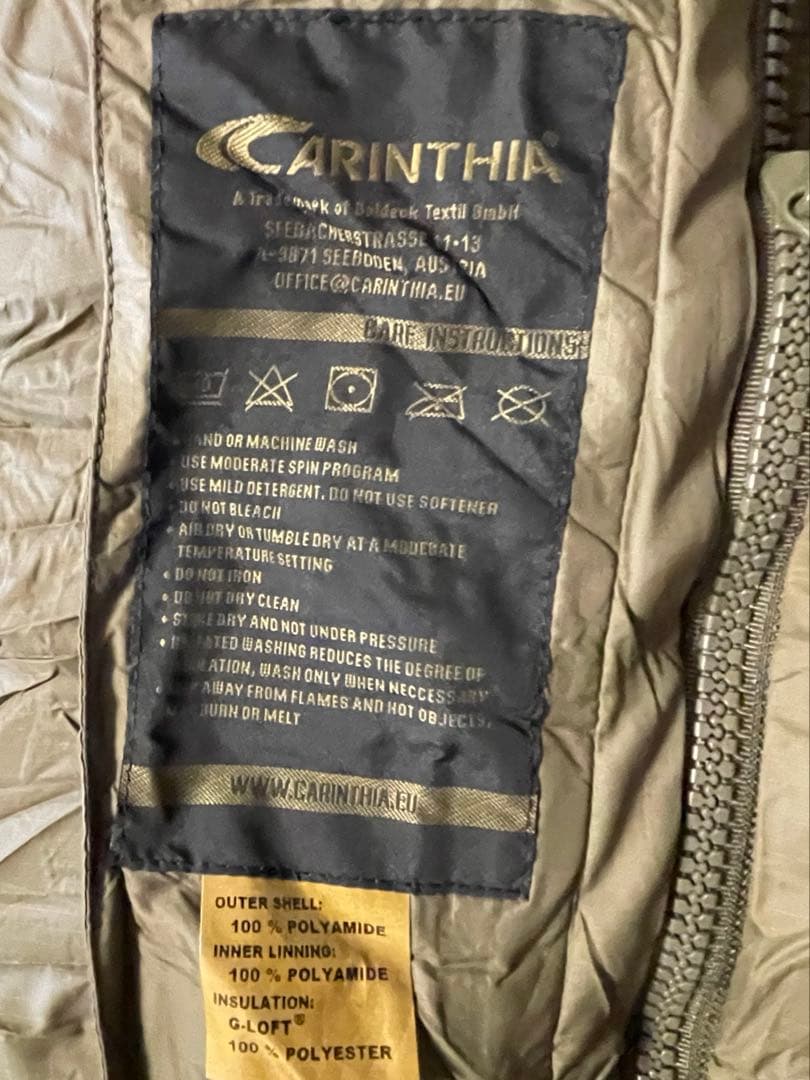 CARINTHIA®
A Trademark of Goldeck Textil GmbH
SEEBACHERSTRASSE 11-13
A-9871 SEEBODEN, AUSTRIA
OFFICE@CARINTHIA.EU
CARE INSTRUCTIONS
• HAND OR MACHINE WASH
• USE MODERATE SPIN PROGRAM
• USE MILD DETERGENT. DO NOT USE SOFTENER
• DO NOT BLEACH
• AIR DRY OR TUMBLE DRY AT A MODERATE
TEMPERATURE SETTING
• DO NOT IRON
• DO NOT DRY CLEAN
• STORE DRY AND NOT UNDER PRESSURE
• REPEATED WASHING REDUCES THE DEGREE OF
INSULATION, WASH ONLY WHEN NECCESSARY
AWAY FROM FLAMES AND HOT OBJECTS,
BURN OR MELT
WWW.CARINTHIA.EU
OUTER SHELL:
100 % POLYAMIDE
INNER LINNING:
100 % POLYAMIDE
INSULATION:
G-LOFT®
100 % POLYESTER